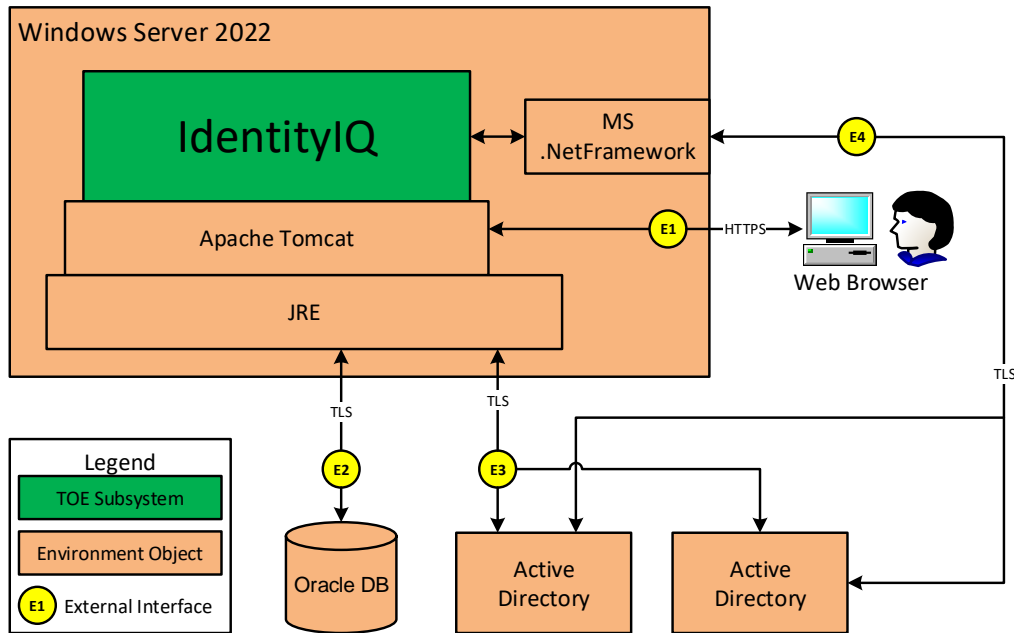 Windows Server 2022
IdentityIQ
MS
.NetFramework
E4
Apache Tomcat
E1
HTTPS
Web Browser
JRE
TLS
TLS
TLS
E2
E3
Legend
TOE Subsystem
Environment Object
E1 External Interface
Oracle DB
Active
Directory
Active
Directory